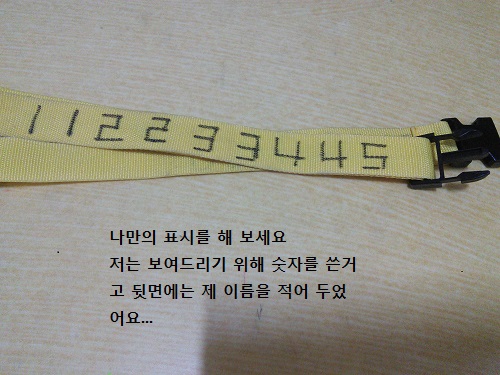 112233445
나만의 표시를 해 보세요
저는 보여드리기 위해 숫자를 쓴거
고 뒷면에는 제 이름을 적어 두었
어요...